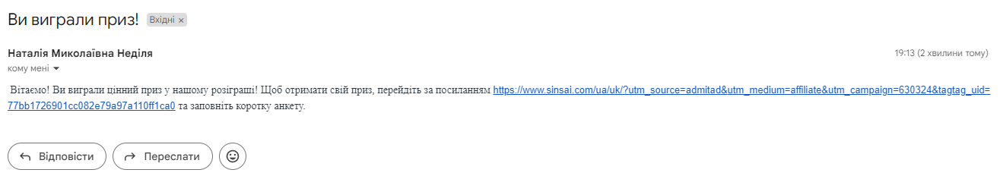 Ви виграли приз! Вхідні ×
Наталія Миколаївна Неділя 19:13 (2 хвилини тому)
кому мені
Вітаємо! Ви виграли цінний приз у нашому розіграші! Щоб отримати свій приз, перейдіть за посиланням https://www.sinsai.com/ua/uk/?utm_source=admitad&utm_medium=affiliate&utm_campaign=630324&tagtag_uid=
77bb1726901cc082e79a97a110ff1ca0 та заповніть коротку анкету.
Відповісти Переслати